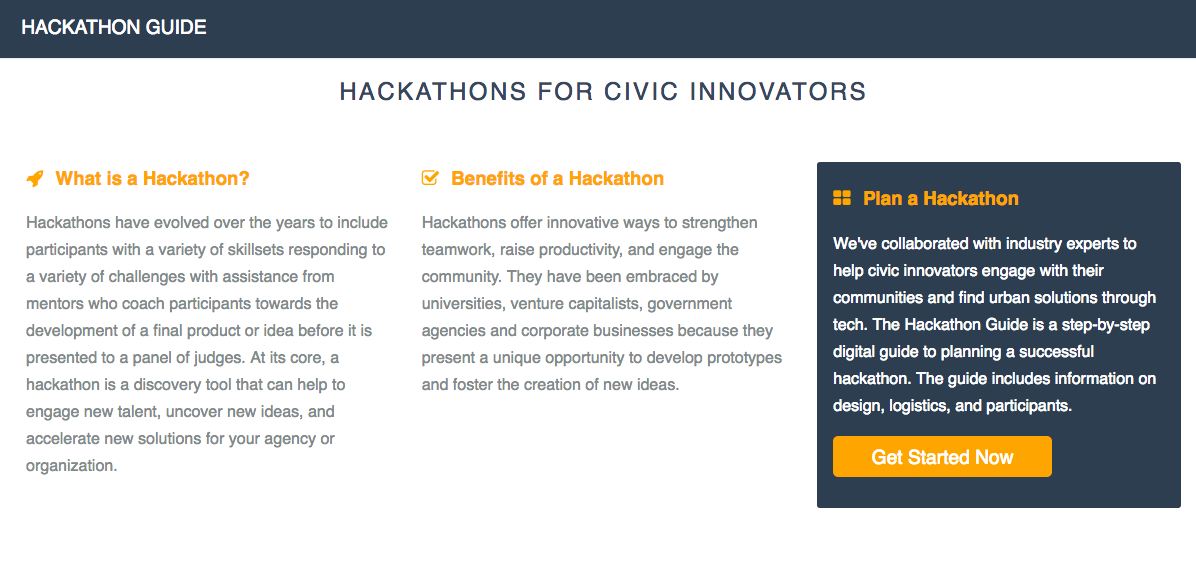 HACKATHON GUIDE
HACKATHONS FOR CIVIC INNOVATORS
What is a Hackathon?
Hackathons have evolved over the years to include
participants with a variety of skillsets responding to
a variety of challenges with assistance from
mentors who coach participants towards the
development of a final product or idea before it is
presented to a panel of judges. At its core, a
hackathon is a discovery tool that can help to
engage new talent, uncover new ideas, and
accelerate new solutions for your agency or
organization.
Benefits of a Hackathon
Hackathons offer innovative ways to strengthen
teamwork, raise productivity, and engage the
community. They have been embraced by
universities, venture capitalists, government
agencies and corporate businesses because they
present a unique opportunity to develop prototypes
and foster the creation of new ideas.
Plan a Hackathon
We've collaborated with industry experts to
help civic innovators engage with their
communities and find urban solutions through
tech. The Hackathon Guide is a step-by-step
digital guide to planning a successful
hackathon. The guide includes information on
design, logistics, and participants.
Get Started Now